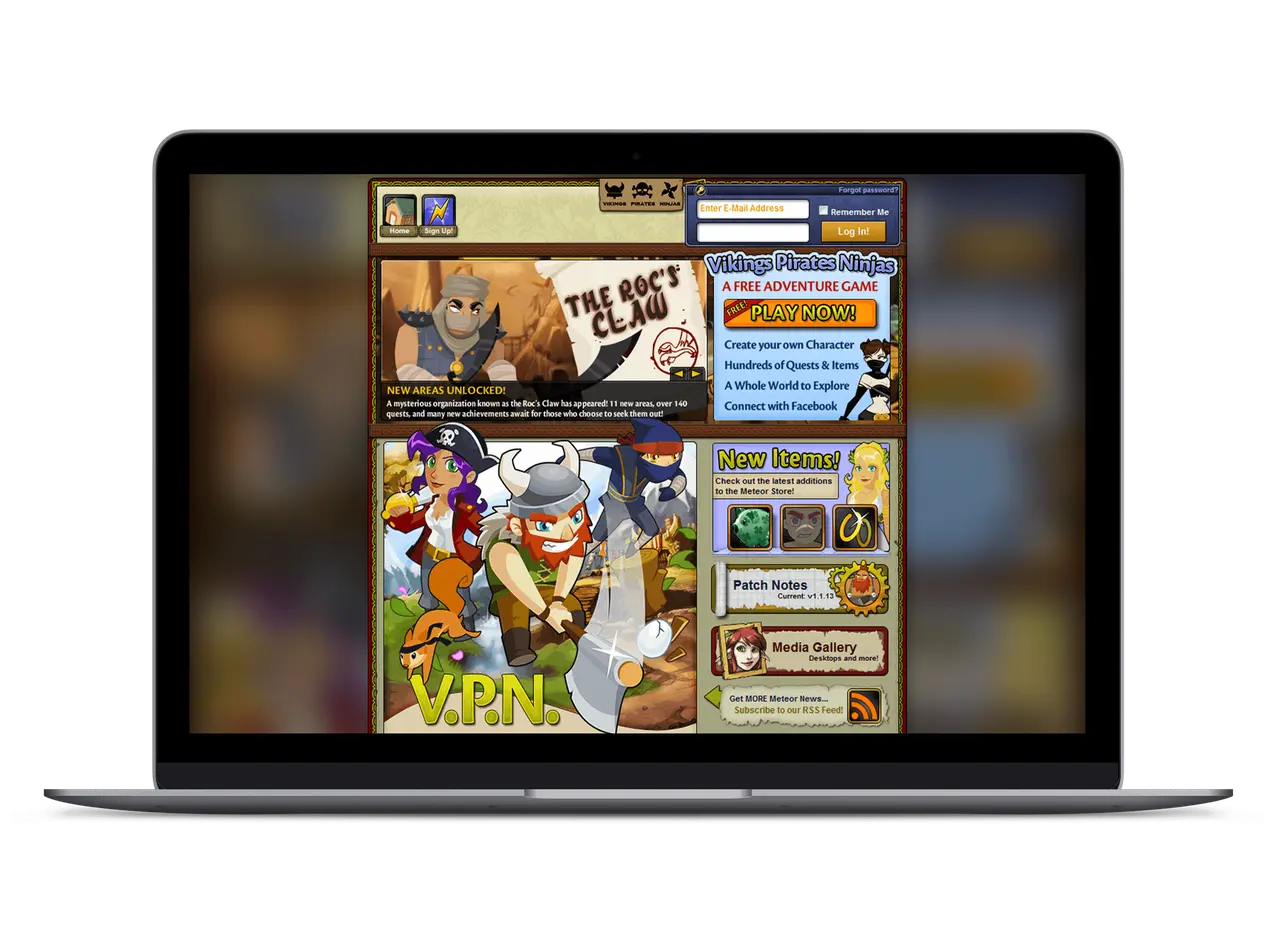 VIKINGS PIRATES NINJAS
Home
Sign Up!
Forgot password?
Enter E-Mail Address
Remember Me
Log In!
THE ROC'S
CLAW
NEW AREAS UNLOCKED!
A mysterious organization known as the Roc's Claw has appeared! 11 new areas, over 140
quests, and many new achievements await for those who choose to seek them out!
Vikings Pirates Ninjas
A FREE ADVENTURE GAME
FREE! PLAY NOW!
Create your own Character
Hundreds of Quests & Items
A Whole World to Explore
Connect with Facebook
V.P.N.
New Items!
Check out the latest additions
to the Meteor Store!
Patch Notes
Current: v1.1.13
Media Gallery
Desktops and more!
Get MORE Meteor News...
Subscribe to our RSS Feed!